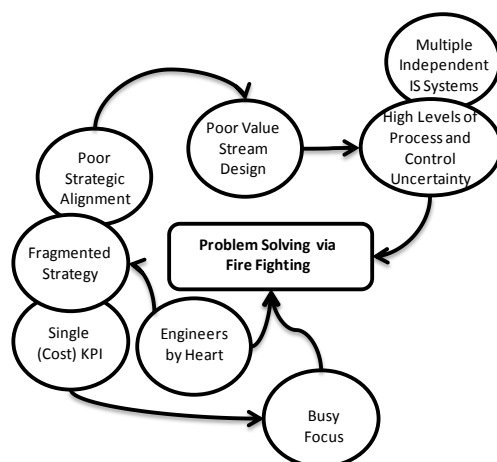 Multiple
Independent
IS Systems
High Levels of
Process and
Control
Uncertainty
Poor Value
Stream
Design
Poor
Strategic
Alignment
Fragmented
Strategy
Single
(Cost) KPI
Problem Solving via
Fire Fighting
Engineers
by Heart
Busy
Focus